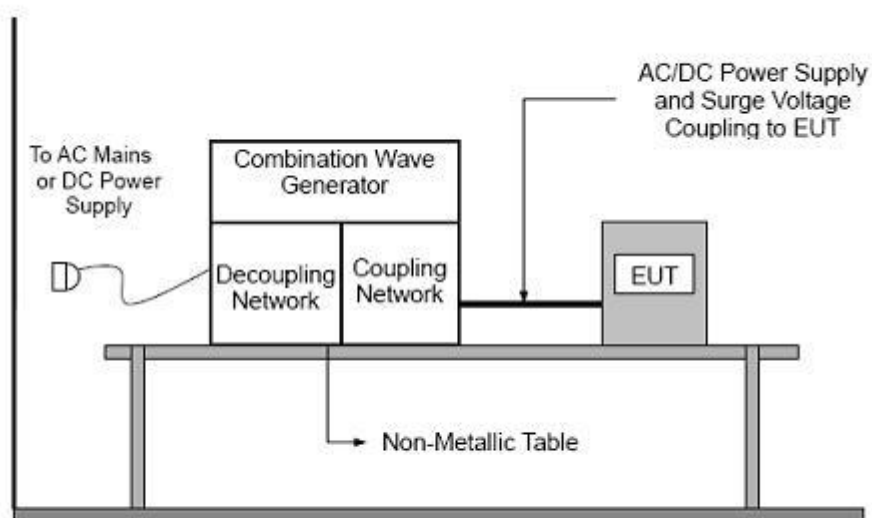 AC/DC Power Supply
and Surge Voltage
Coupling to EUT
To AC Mains
or DC Power
Supply
Combination Wave
Generator
Decoupling
Network
Coupling
Network
EUT
Non-Metallic Table